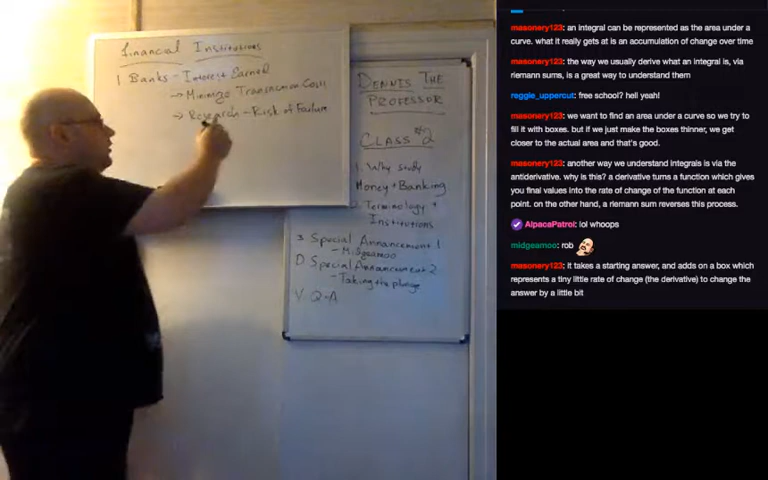 Financial Institutions
1 Banks - Interest Earned
→ Minimize Transaction Costs
→ Research - Risk of Failure
DENNIS THE
PROFESSOR
CLASS #2
1. Why Study
Money + Banking
2. Terminology +
Institutions
3. Special Annancement 1
- Midgeamoo
D. Special Annancement 2
- Taking the plunge
V. Q-A
masonery123: an integral can be represented as the area under a
curve. what it really gets at is an accumulation of change over time
masonery123: the way we usually derive what an integral is, via
riemann sums, is a great way to understand them
reggie_uppercut: free school? hell yeah!
masonery123: we want to find an area under a curve so we try to
fill it with boxes. but if we just make the boxes thinner, we get
closer to the actual area and that's good.
masonery123: another way we understand integrals is via the
antiderivative. why is this? a derivative turns a function which gives
you final values into the rate of change of the function at each
point. on the other hand, a riemann sum reverses this process.
AlpacaPatrol: lol whoops
midgeamoo: rob
masonery123: it takes a starting answer, and adds on a box which
represents a tiny little rate of change (the derivative) to change the
answer by a little bit